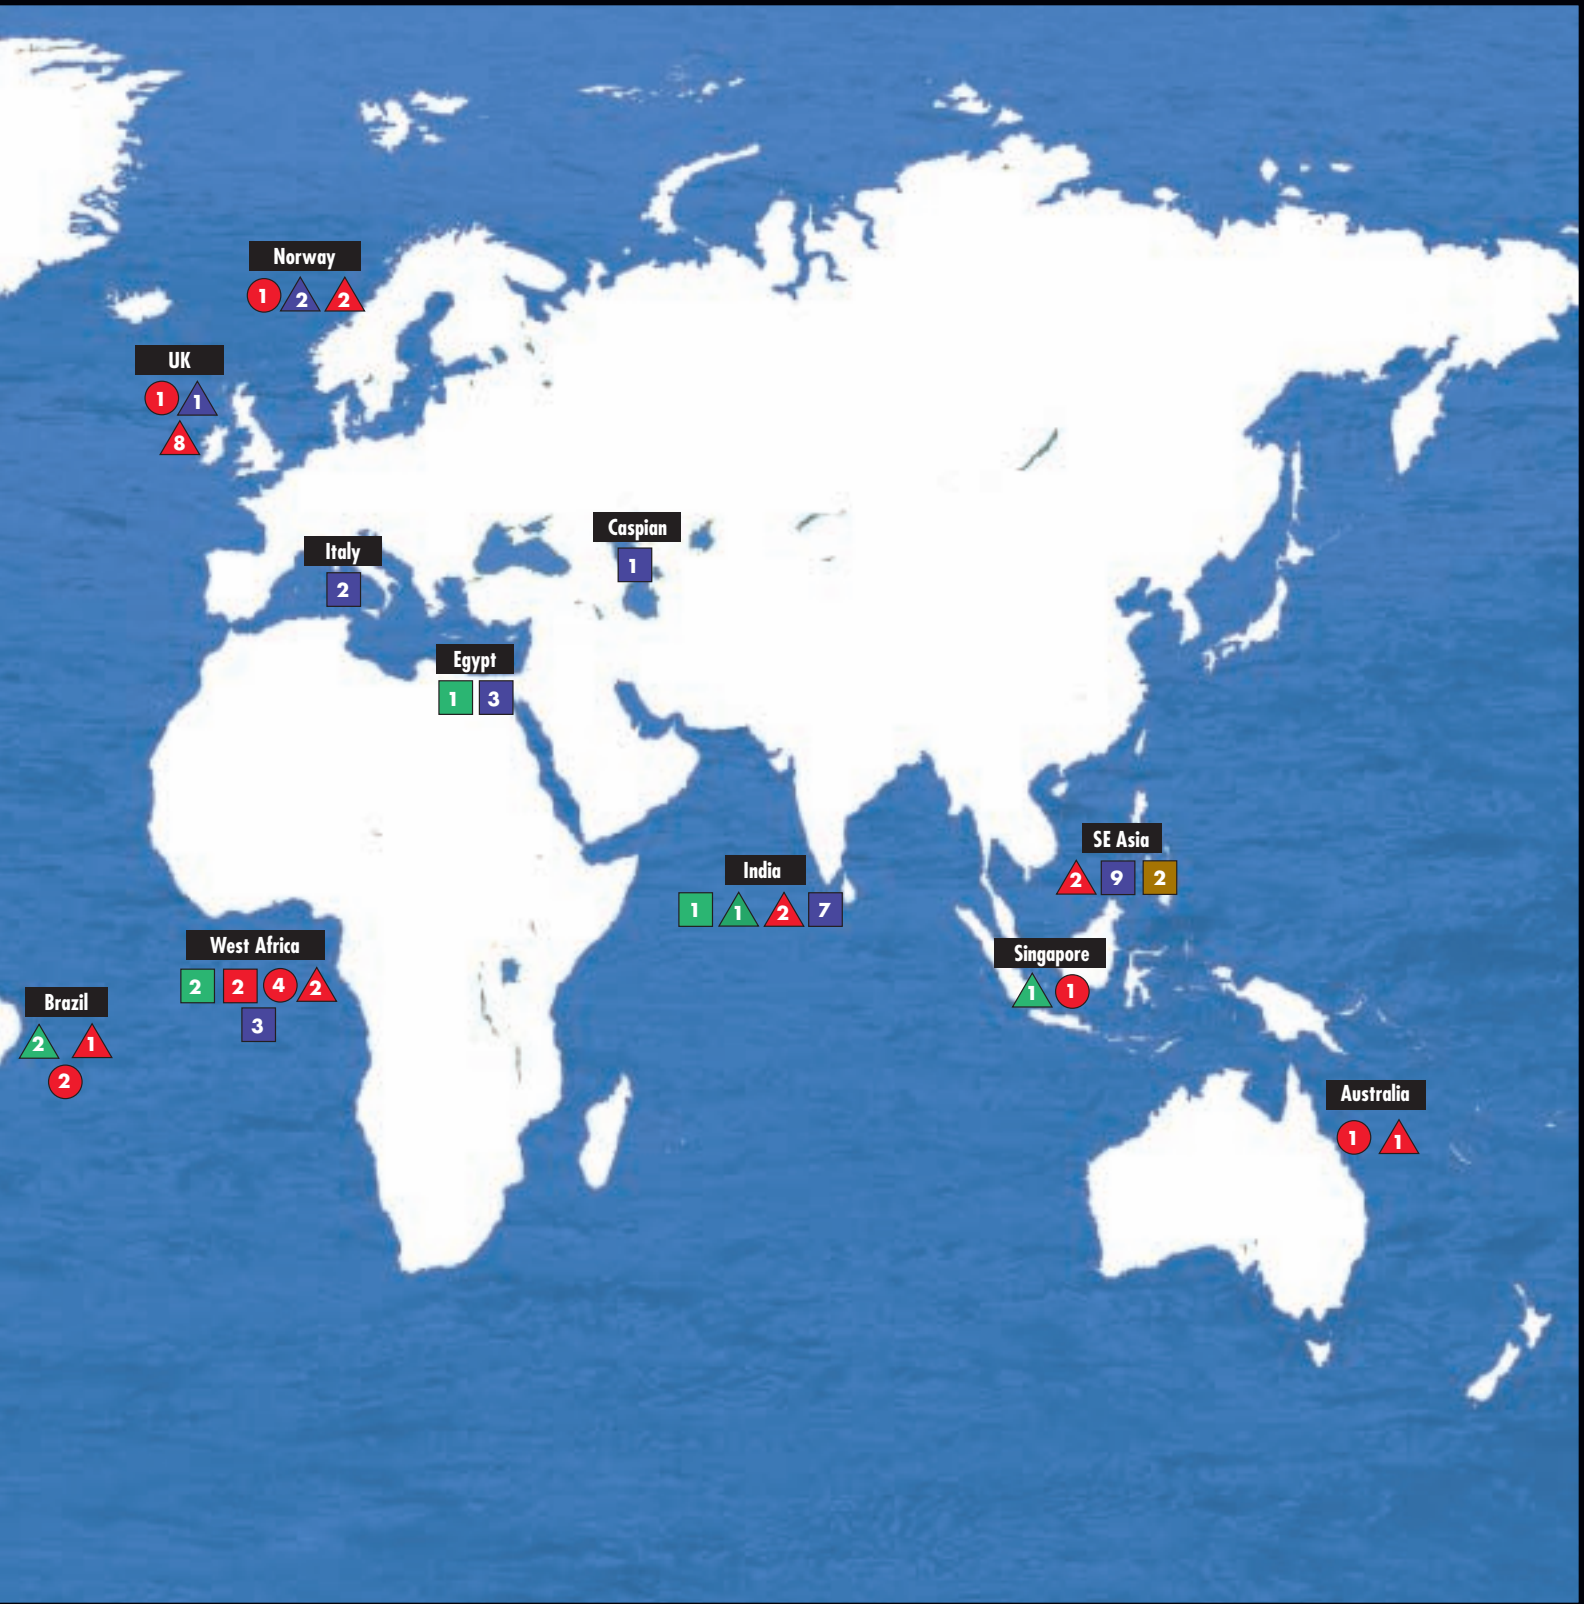 Norway
1 2 2
UK
1 1
8
Italy
2
Caspian
1
Egypt
1 3
SE Asia
2 9 2
India
1 1 2 7
West Africa
2 2 4 2
3
Singapore
1 1
Brazil
2 1
2
Australia
1 1